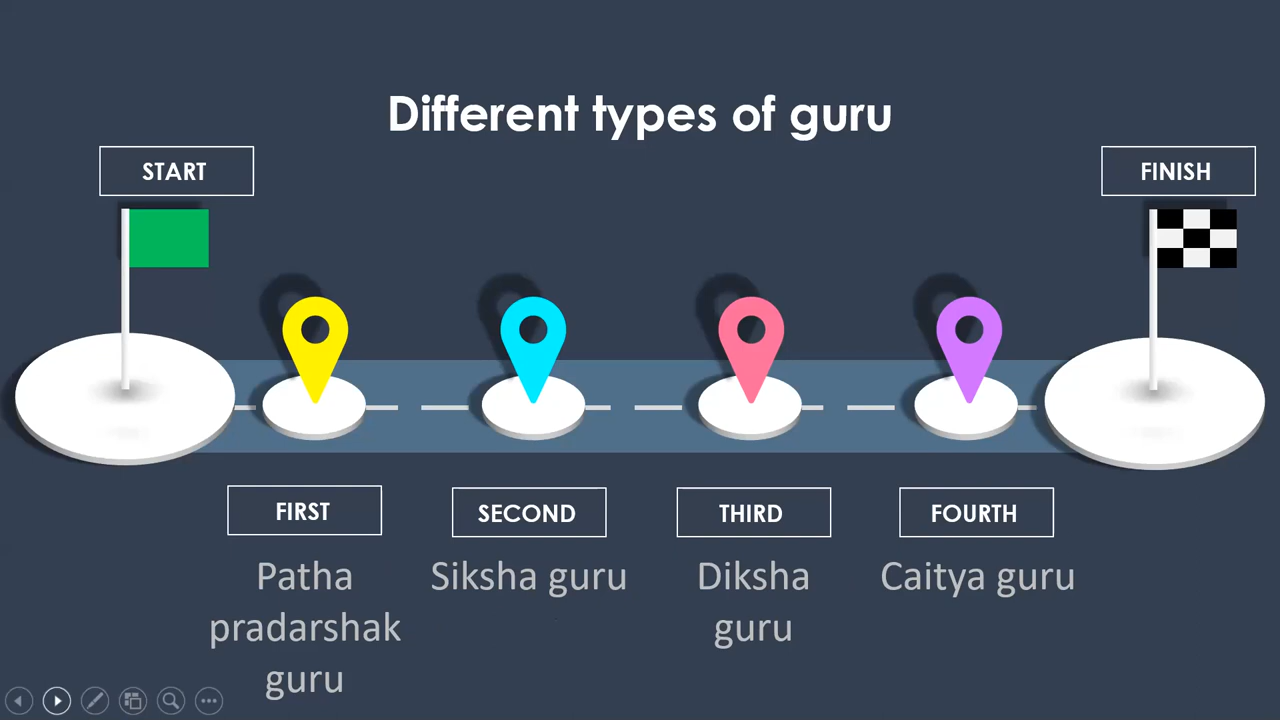 Different types of guru
START
FINISH
FIRST
SECOND
THIRD
FOURTH
Patha
pradarshak
guru
Siksha guru
Diksha
guru
Caitya guru